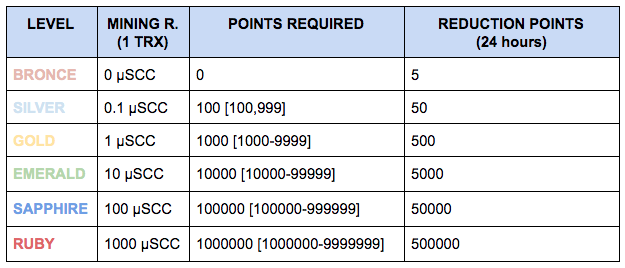 LEVEL MINING R. (1 TRX) POINTS REQUIRED REDUCTION POINTS (24 hours)
BRONCE 0 µSCC 0 5
SILVER 0.1 µSCC 100 [100,999] 50
GOLD 1 µSCC 1000 [1000-9999] 500
EMERALD 10 µSCC 10000 [10000-99999] 5000
SAPPHIRE 100 µSCC 100000 [100000-999999] 50000
RUBY 1000 µSCC 1000000 [1000000-9999999] 500000